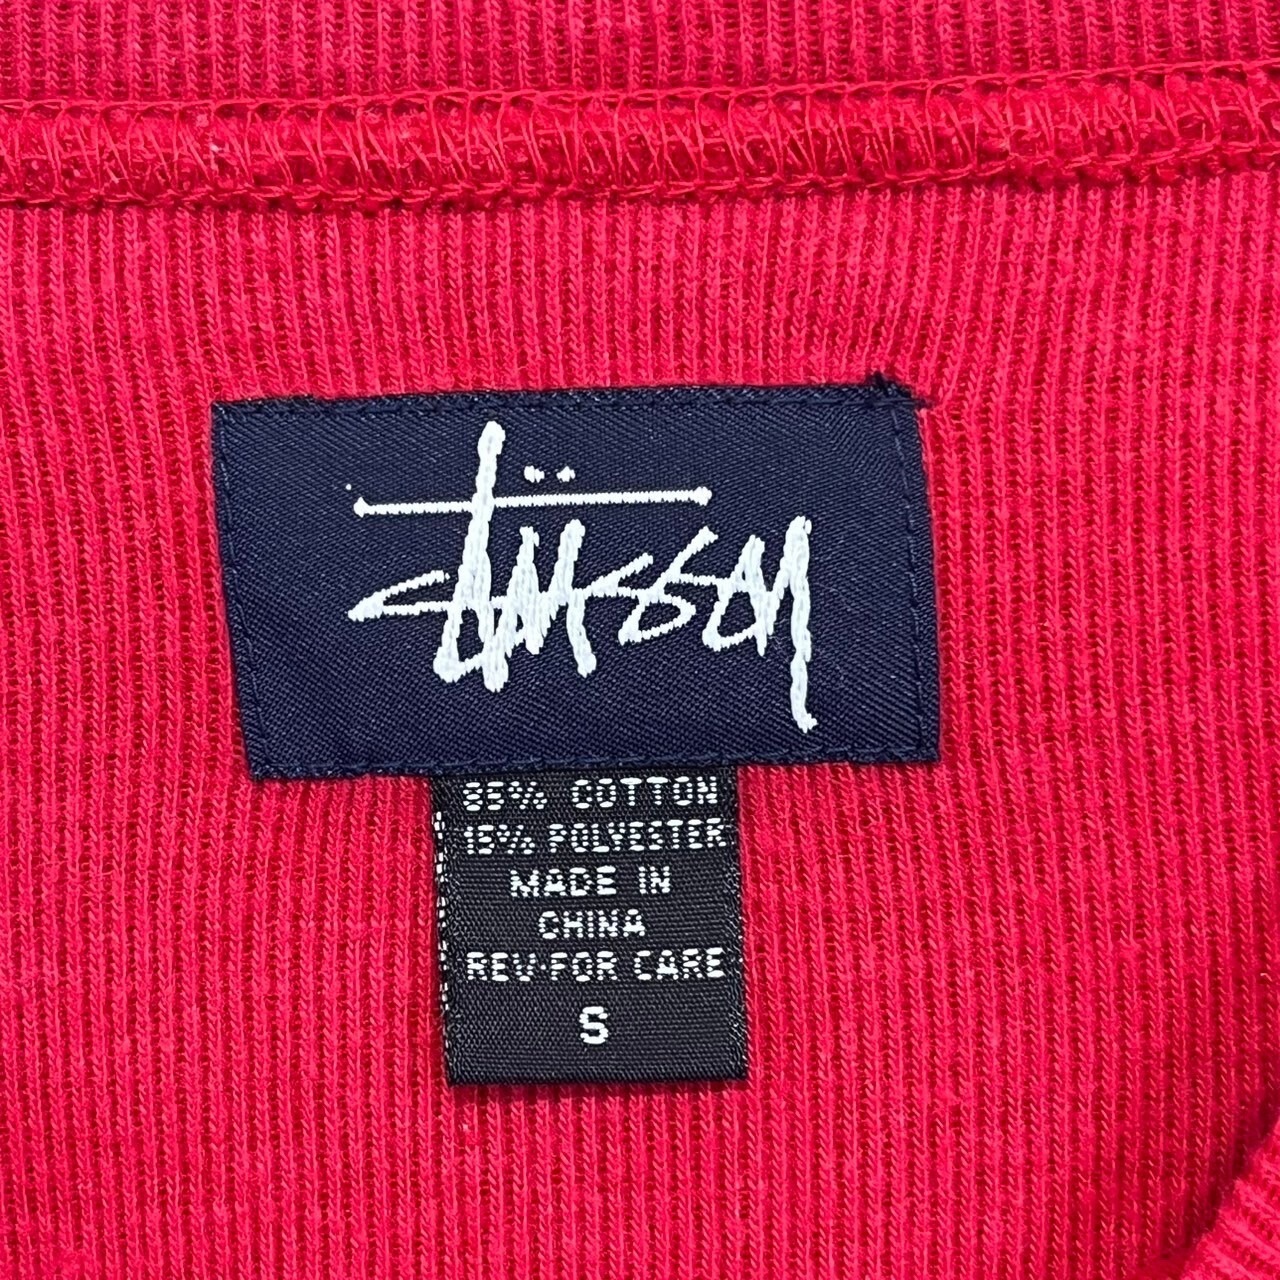 Stüssy
85% COTTON
15% POLYESTER
MADE IN
CHINA
REV·FOR CARE
S